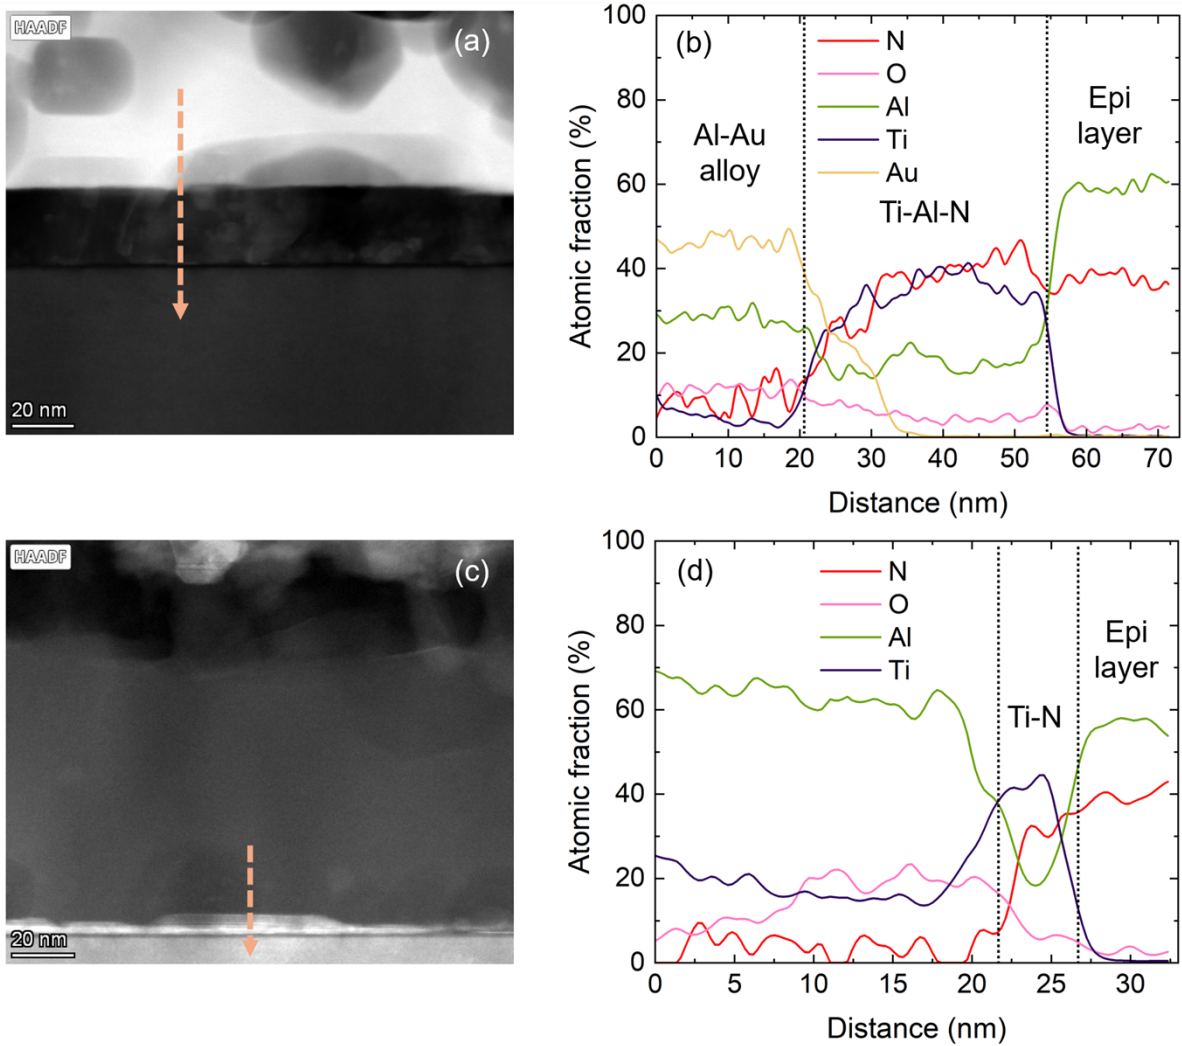 HAADF
(a)
20 nm
100
80
60
40
20
0
Atomic fraction (%)
(b)
N
O
Al
Ti
Au
Al-Au
alloy
Ti-Al-N
Epi
layer
0 10 20 30 40 50 60 70
Distance (nm)
HAADF
(c)
20 nm
100
80
60
40
20
0
Atomic fraction (%)
(d)
N
O
Al
Ti
Ti-N
Epi
layer
0 5 10 15 20 25 30
Distance (nm)